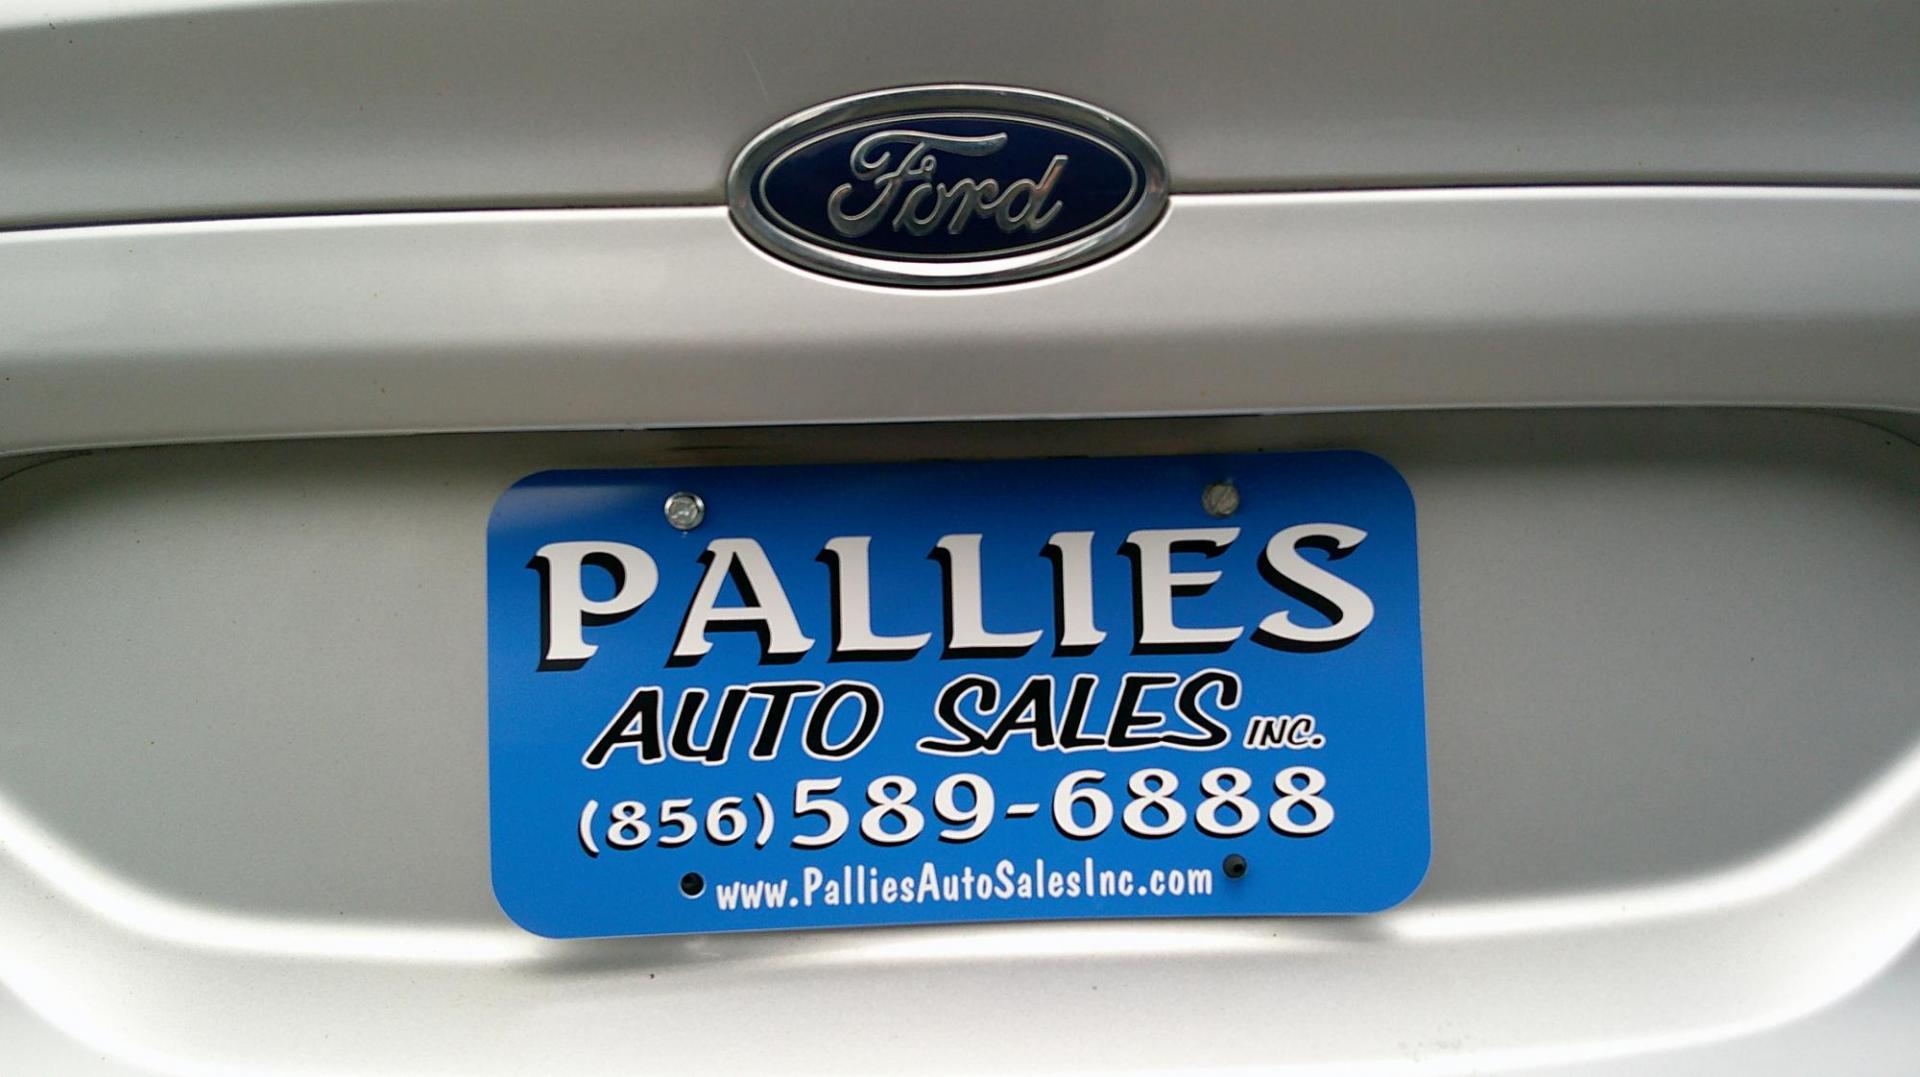 Ford
PALLIES
AUTO SALES INC.
(856) 589-6888
www.PalliesAutoSalesInc.com